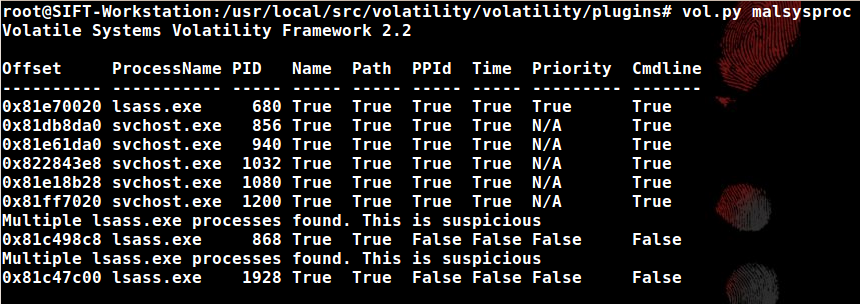 root@SIFT-Workstation:/usr/local/src/volatility/volatility/plugins# vol.py malsysproc
Volatile Systems Volatility Framework 2.2
Offset     ProcessName PID   Name  Path  PPId  Time  Priority  Cmdline
---------- ----------- ----- ----- ----- ----- ----- --------- -------
0x81e70020 lsass.exe     680 True  True  True  True  True      True
0x81db8da0 svchost.exe   856 True  True  True  True  N/A       True
0x81e61da0 svchost.exe   940 True  True  True  True  N/A       True
0x822843e8 svchost.exe  1032 True  True  True  True  N/A       True
0x81e18b28 svchost.exe  1080 True  True  True  True  N/A       True
0x81ff7020 svchost.exe  1200 True  True  True  True  N/A       True
Multiple lsass.exe processes found. This is suspicious
0x81c498c8 lsass.exe     868 True  True  False False False     False
Multiple lsass.exe processes found. This is suspicious
0x81c47c00 lsass.exe    1928 True  True  False False False     False